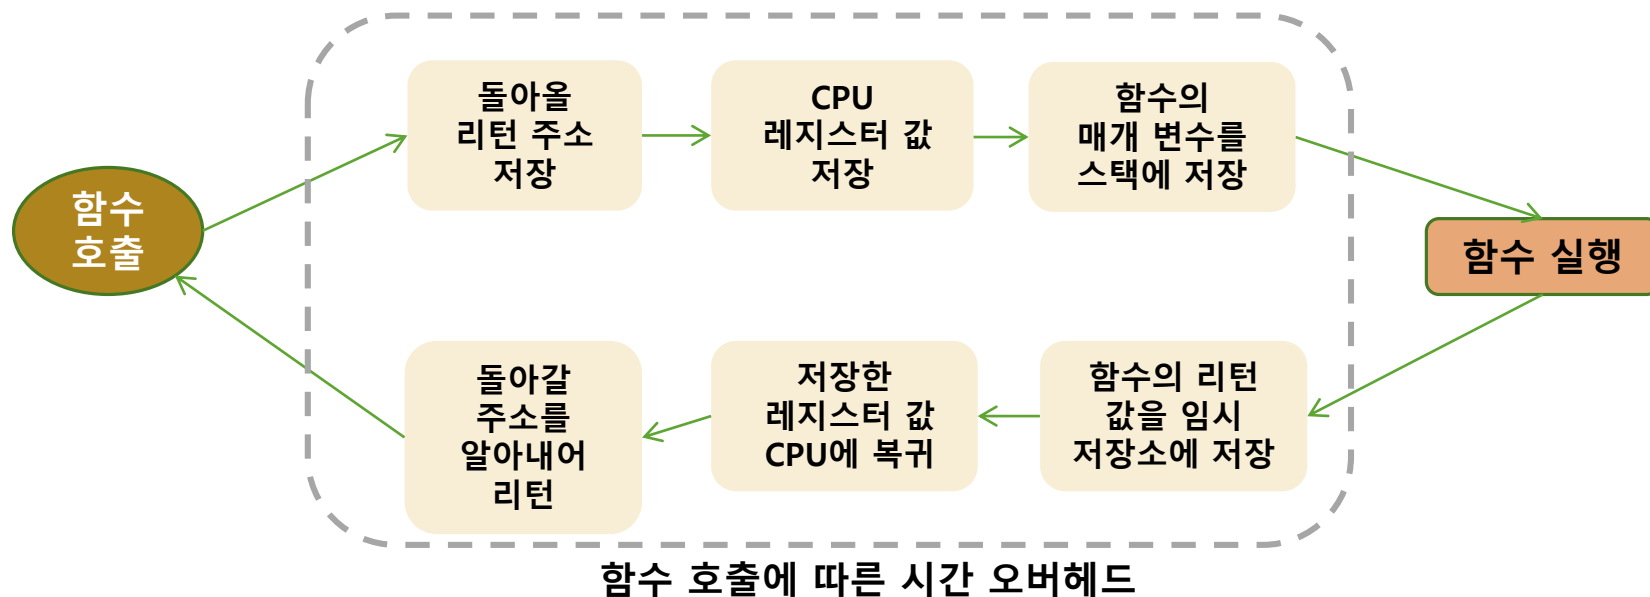 함수
호출
돌아올
리턴 주소
저장
CPU
레지스터 값
저장
함수의
매개 변수를
스택에 저장
함수 실행
함수의 리턴
값을 임시
저장소에 저장
저장한
레지스터 값
CPU에 복귀
돌아갈
주소를
알아내어
리턴
함수 호출에 따른 시간 오버헤드